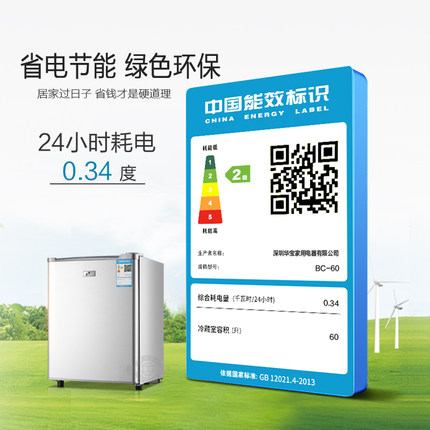 省电节能 绿色环保
居家过日子 省钱才是硬道理
24小时耗电
0.34 度
中国能效标识
CHINA ENERGY LABEL
耗能低
1
2
3
4
5
耗能高
2级
生产者名称: 深圳华宝家用电器有限公司
规格型号: BC-60
综合耗电量 (千瓦时/24小时) 0.34
冷藏室容积 (升) 60
依据国家标准: GB 12021.4-2013